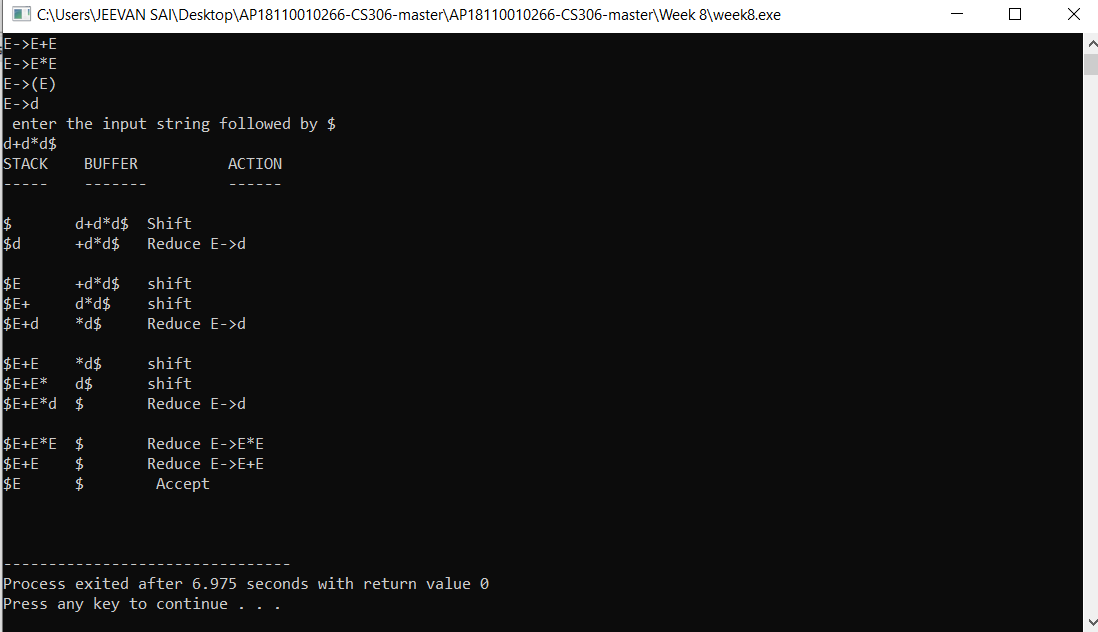 C:\Users\JEEVAN SAI\Desktop\AP18110010266-CS306-master\AP18110010266-CS306-master\Week 8\week8.exe
E->E+E
E->E*E
E->(E)
E->d
 enter the input string followed by $
d+d*d$
STACK    BUFFER          ACTION
-----    -------         ------
$       d+d*d$  Shift
$d      +d*d$   Reduce E->d
$E      +d*d$   shift
$E+     d*d$    shift
$E+d    *d$     Reduce E->d
$E+E    *d$     shift
$E+E*   d$      shift
$E+E*d  $       Reduce E->d
$E+E*E  $       Reduce E->E*E
$E+E    $       Reduce E->E+E
$E      $        Accept
--------------------------------
Process exited after 6.975 seconds with return value 0
Press any key to continue . . .